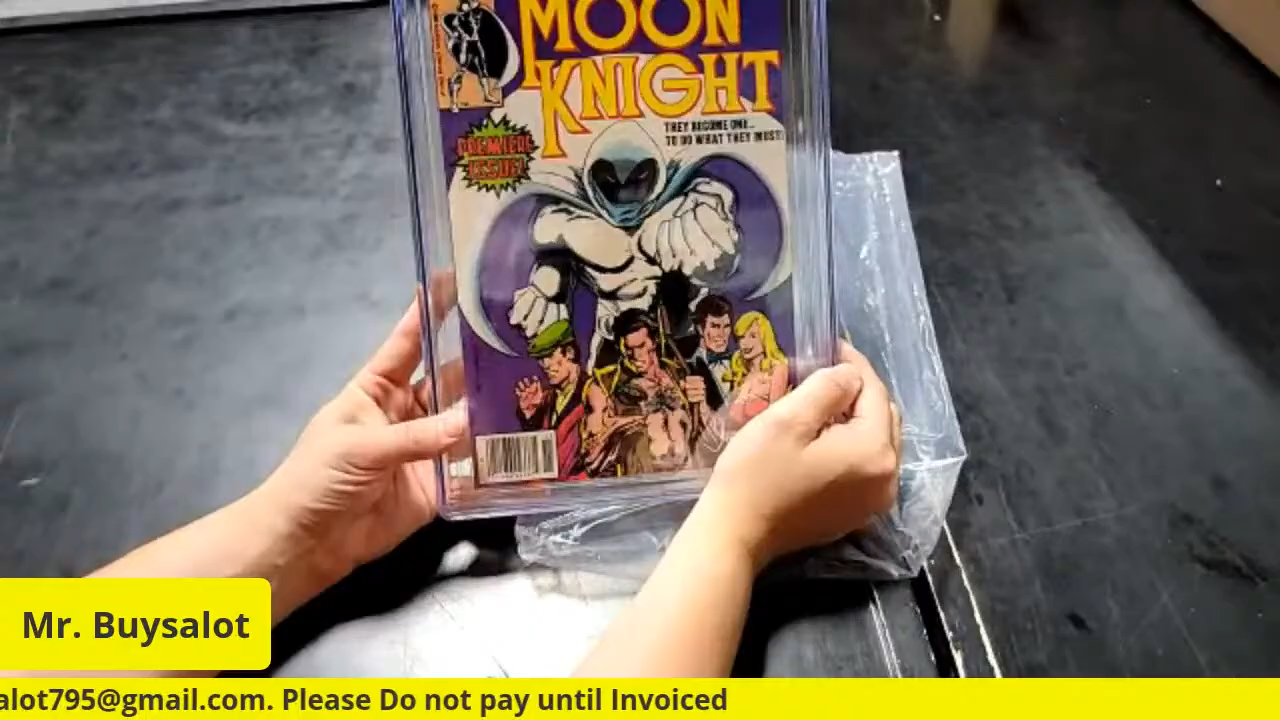 MOON
KNIGHT
THEY BECOME ONE...
TO DO WHAT THEY MUST!
PREMIERE
ISSUE!
Mr. Buysalot
alot795@gmail.com. Please Do not pay until Invoiced